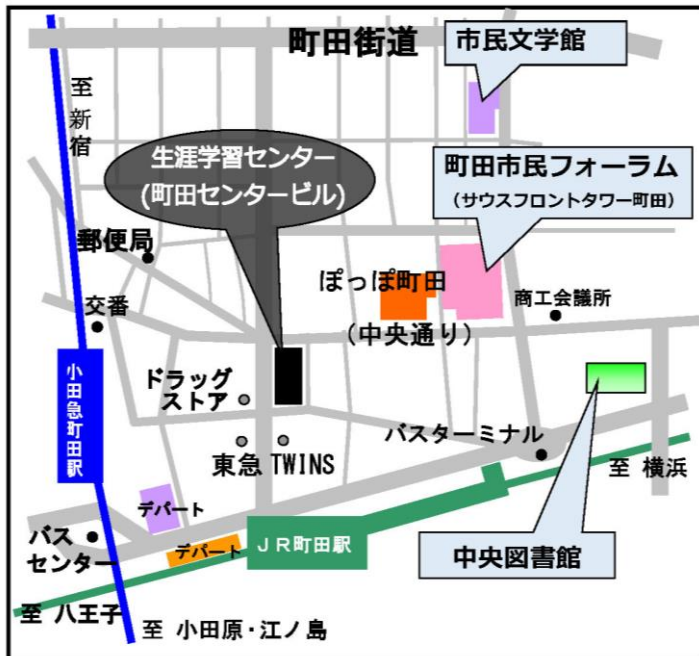 町田街道
市民文学館
至 新宿
生涯学習センター
(町田センタービル)
町田市民フォーラム
(サウスフロントタワー町田)
郵便局
ぽっぽ町田
商工会議所
交番
(中央通り)
小田急町田駅
ドラッグ
ストア
バスターミナル
東急 TWINS
至 横浜
デパート
バス
センター
デパート
JR町田駅
中央図書館
至 八王子
至 小田原・江ノ島